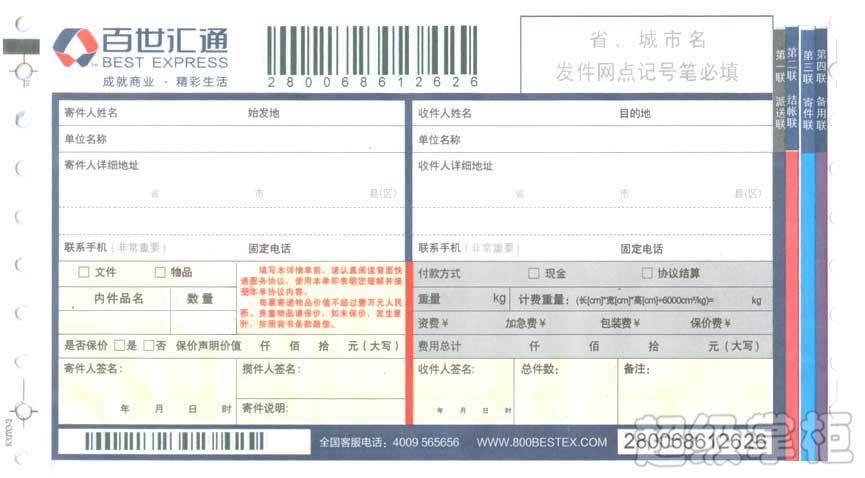 百世汇通
BEST EXPRESS
成就商业 · 精彩生活
280068612626
省、城市名
发件网点记号笔必填
第一联 派送联
第二联 结帐联
第三联 寄件联
第四联 备用联
寄件人姓名 始发地
单位名称
寄件人详细地址
省 市 县(区)
联系手机(非常重要) 固定电话
收件人姓名 目的地
单位名称
收件人详细地址
省 市 县(区)
联系手机(非常重要) 固定电话
□ 文件 □ 物品
内件品名 数量
填写本详情单前，请认真阅读背面快
递服务协议，使用本单即表明您理解并接
受本单协议内容。
每票寄递物品价值不超过壹万元人民
币。贵重物品请保价，如未保价，发生意
外，按照背书条款赔偿。
是否保价 □是 □否 保价声明价值 仟 佰 拾 元(大写)
付款方式 □ 现金 □ 协议结算
重量 kg 计费重量：(长{cm}*宽{cm}*高{cm}÷6000cm³/kg)= kg
资费¥ 加急费¥ 包装费¥ 保价费¥
费用总计 仟 佰 拾 元(大写)
寄件人签名： 年 月 日 时
揽件人签名：
寄件说明：
收件人签名: 年 月 日 时
总件数：
备注：
全国客服电话：4009 565656 WWW.800BESTEX.COM 280068612626
超级掌柜